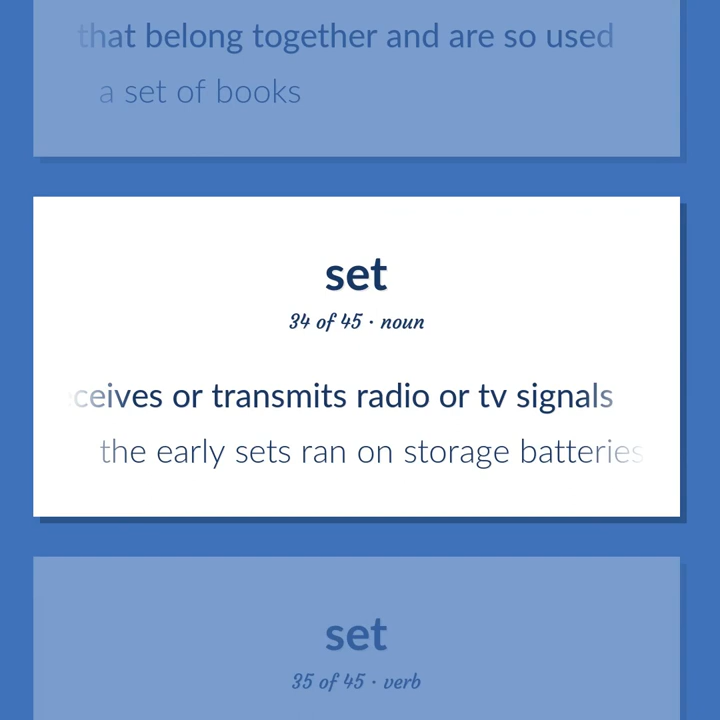 that belong together and are so used
a set of books
set
34 of 45 · noun
ceives or transmits radio or tv signals
the early sets ran on storage batteries
set
35 of 45 · verb